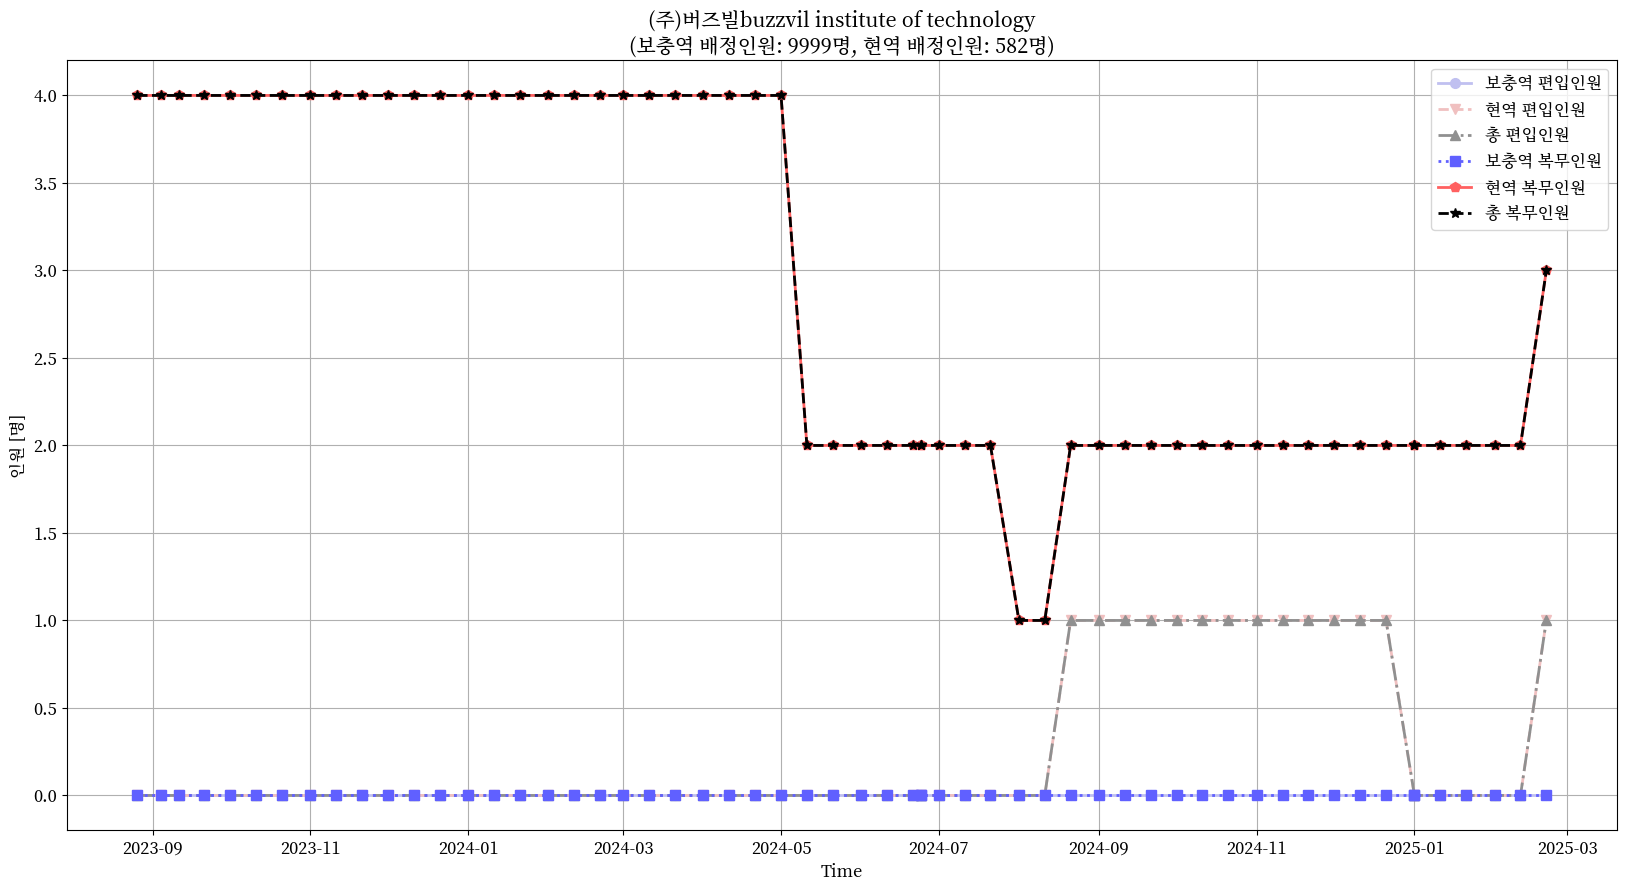 (주)버즈빌buzzvil institute of technology
(보충역 배정인원: 9999명, 현역 배정인원: 582명)
보충역 편입인원
현역 편입인원
총 편입인원
보충역 복무인원
현역 복무인원
총 복무인원
인원 [명]
4.0
3.5
3.0
2.5
2.0
1.5
1.0
0.5
0.0
2023-09
2023-11
2024-01
2024-03
2024-05
2024-07
2024-09
2024-11
2025-01
2025-03
Time